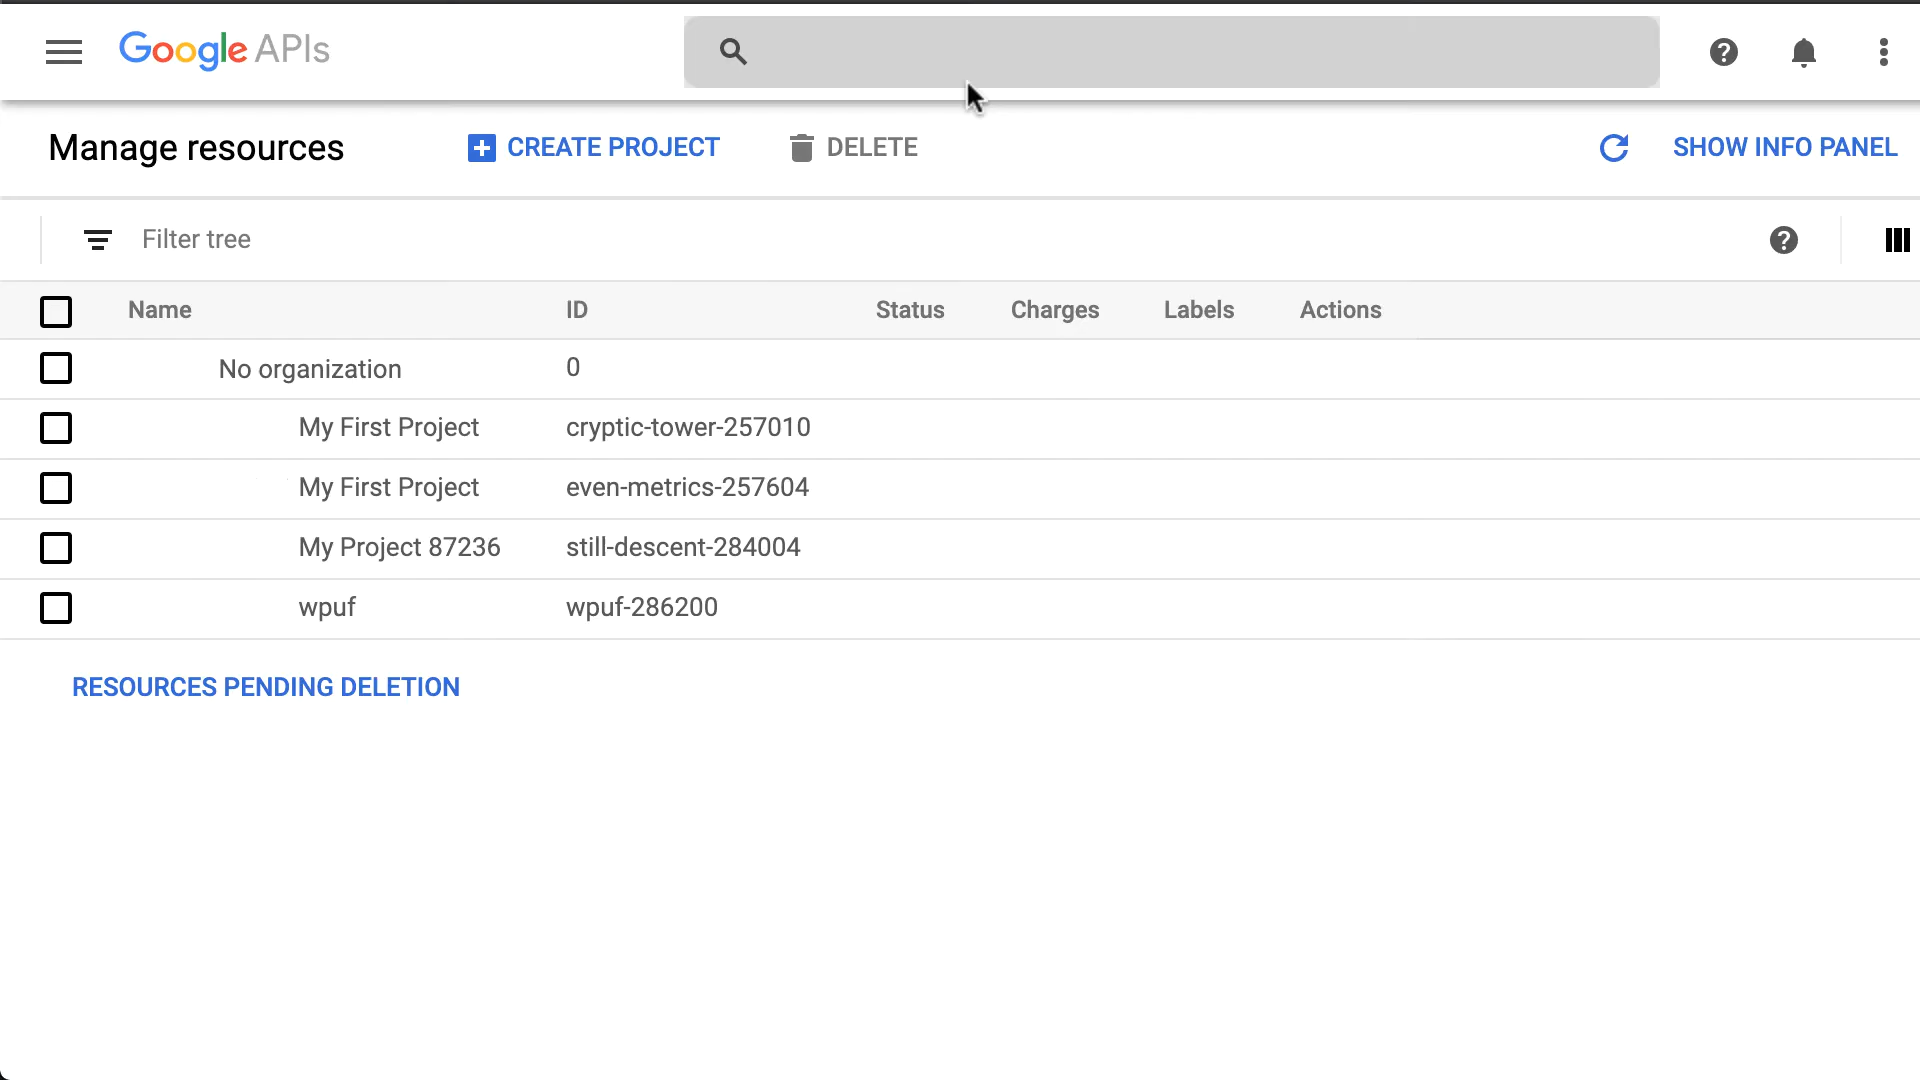 Google APIs
Manage resources CREATE PROJECT DELETE SHOW INFO PANEL
Filter tree
Name ID Status Charges Labels Actions
No organization 0
My First Project cryptic-tower-257010
My First Project even-metrics-257604
My Project 87236 still-descent-284004
wpuf wpuf-286200
RESOURCES PENDING DELETION